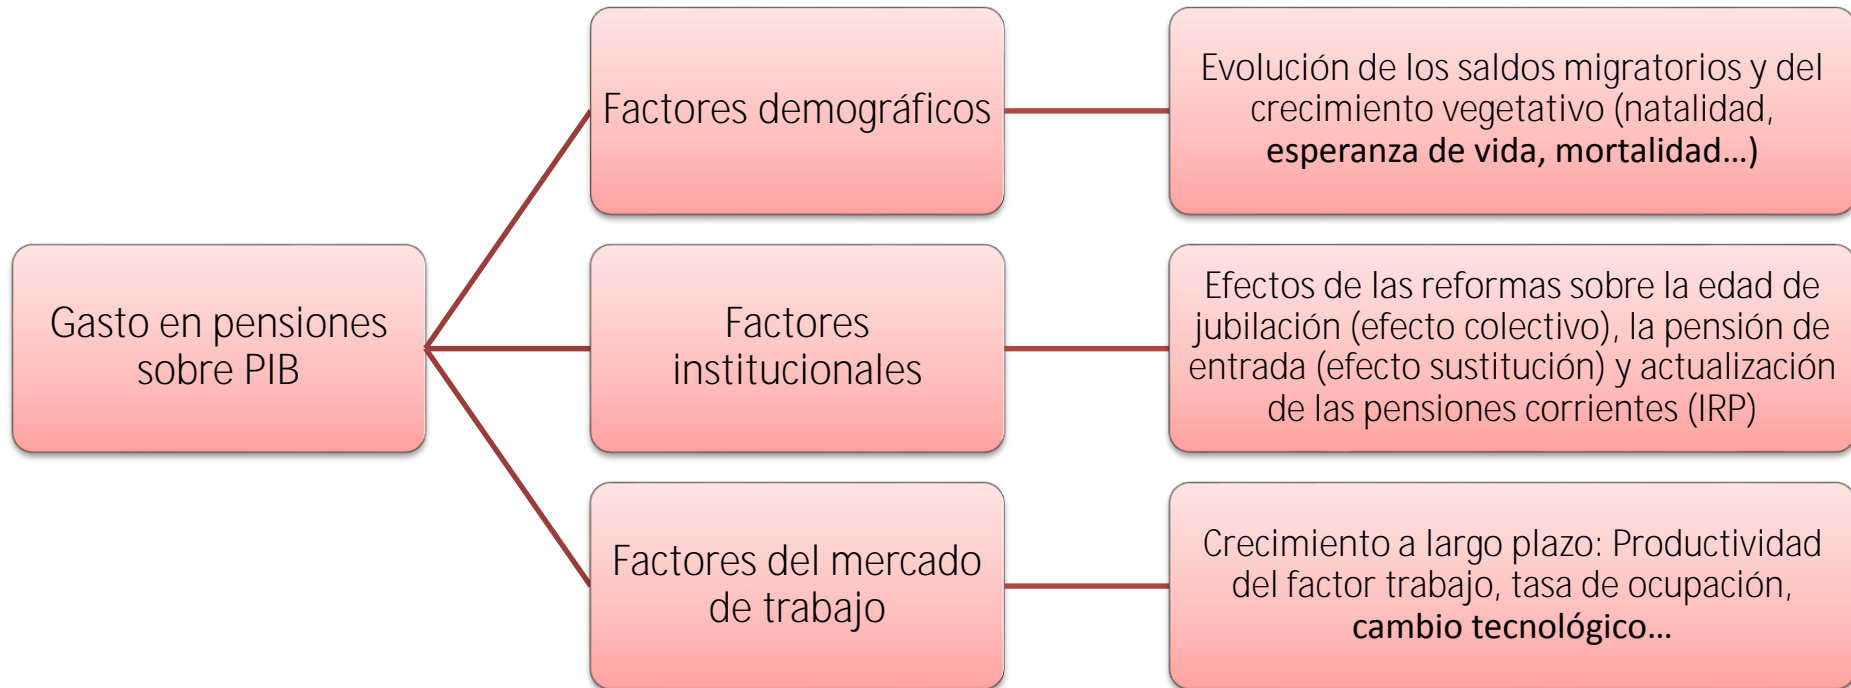 Gasto en pensiones
sobre PIB
Factores demográficos
Evolución de los saldos migratorios y del
crecimiento vegetativo (natalidad,
esperanza de vida, mortalidad…)
Factores
institucionales
Efectos de las reformas sobre la edad de
jubilación (efecto colectivo), la pensión de
entrada (efecto sustitución) y actualización
de las pensiones corrientes (IRP)
Factores del mercado
de trabajo
Crecimiento a largo plazo: Productividad
del factor trabajo, tasa de ocupación,
cambio tecnológico…